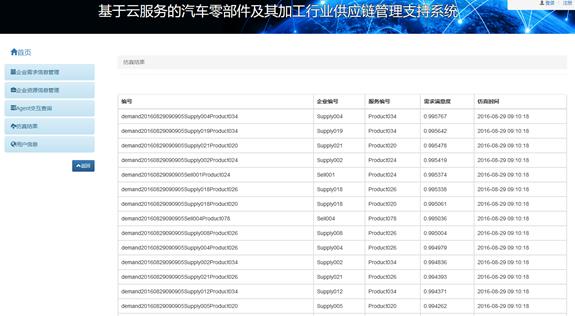 基于云服务的汽车零部件及其加工行业供应链管理支持系统
登录 | 注册
首页
企业需求信息管理
企业资源信息管理
Agent交互查询
仿真结果
用户信息
返回
仿真结果
编号 企业编号 服务编号 需求满意度 仿真时间
demand20160829090905Supply004Product034 Supply004 Product034 0.995767 2016-08-29 09:10:18
demand20160829090905Supply019Product034 Supply019 Product034 0.995642 2016-08-29 09:10:18
demand20160829090905Supply021Product020 Supply021 Product020 0.995478 2016-08-29 09:10:18
demand20160829090905Supply002Product024 Supply002 Product024 0.995419 2016-08-29 09:10:18
demand20160829090905Sell001Product024 Sell001 Product024 0.995374 2016-08-29 09:10:18
demand20160829090905Supply018Product026 Supply018 Product026 0.995338 2016-08-29 09:10:18
demand20160829090905Supply018Product020 Supply018 Product020 0.995061 2016-08-29 09:10:18
demand20160829090905Sell004Product078 Sell004 Product078 0.995036 2016-08-29 09:10:18
demand20160829090905Supply008Product026 Supply008 Product026 0.995004 2016-08-29 09:10:18
demand20160829090905Supply004Product026 Supply004 Product026 0.994979 2016-08-29 09:10:18
demand20160829090905Supply002Product034 Supply002 Product034 0.994836 2016-08-29 09:10:18
demand20160829090905Supply021Product026 Supply021 Product026 0.994393 2016-08-29 09:10:18
demand20160829090905Supply012Product034 Supply012 Product034 0.994371 2016-08-29 09:10:18
demand20160829090905Supply005Product020 Supply005 Product020 0.994262 2016-08-29 09:10:18